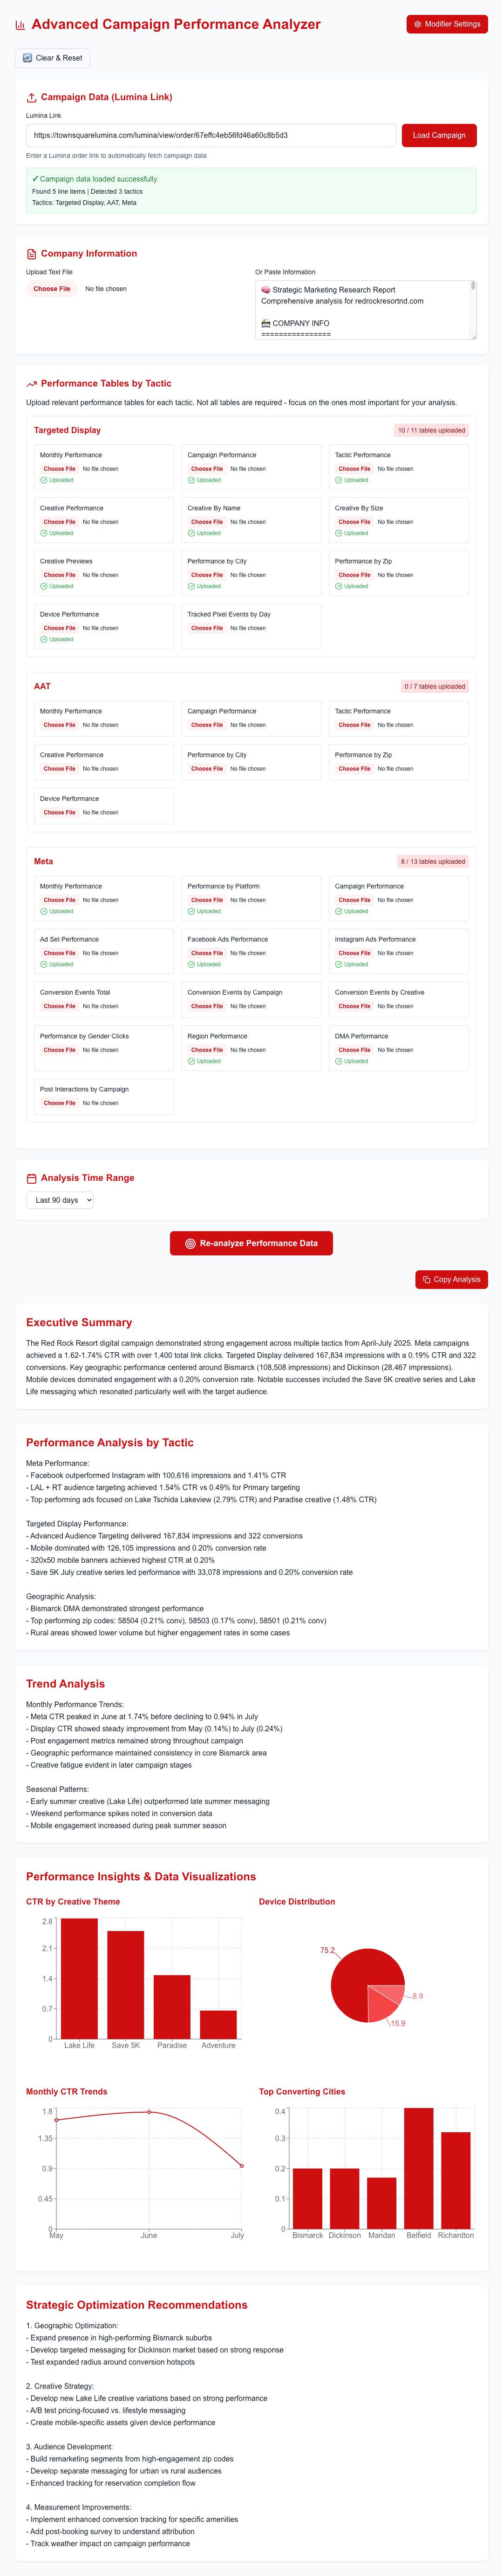 Advanced Campaign Performance Analyzer
Modifier Settings
Clear & Reset
Campaign Data (Lumina Link)
Lumina Link
https://townsquarelumina.com/lumina/view/order/67effc4eb56fd46a60c8b5d3
Load Campaign
Enter a Lumina order link to automatically fetch campaign data
✓ Campaign data loaded successfully
Found 5 line items | Detected 3 tactics
Tactics: Targeted Display, AAT, Meta
Company Information
Upload Text File
Choose File No file chosen
Or Paste Information
🧠 Strategic Marketing Research Report
Comprehensive analysis for redrockresortnd.com
COMPANY INFO
================
Performance Tables by Tactic
Upload relevant performance tables for each tactic. Not all tables are required - focus on the ones most important for your analysis.
Targeted Display
10 / 11 tables uploaded
Monthly Performance
Choose File No file chosen
Uploaded
Campaign Performance
Choose File No file chosen
Uploaded
Tactic Performance
Choose File No file chosen
Uploaded
Creative Performance
Choose File No file chosen
Uploaded
Creative By Name
Choose File No file chosen
Uploaded
Creative By Size
Choose File No file chosen
Uploaded
Creative Previews
Choose File No file chosen
Uploaded
Performance by City
Choose File No file chosen
Uploaded
Performance by Zip
Choose File No file chosen
Uploaded
Device Performance
Choose File No file chosen
Uploaded
Tracked Pixel Events by Day
Choose File No file chosen
AAT
0 / 7 tables uploaded
Monthly Performance
Choose File No file chosen
Campaign Performance
Choose File No file chosen
Tactic Performance
Choose File No file chosen
Creative Performance
Choose File No file chosen
Performance by City
Choose File No file chosen
Performance by Zip
Choose File No file chosen
Device Performance
Choose File No file chosen
Meta
8 / 13 tables uploaded
Monthly Performance
Choose File No file chosen
Uploaded
Performance by Platform
Choose File No file chosen
Uploaded
Campaign Performance
Choose File No file chosen
Uploaded
Ad Set Performance
Choose File No file chosen
Uploaded
Facebook Ads Performance
Choose File No file chosen
Uploaded
Instagram Ads Performance
Choose File No file chosen
Uploaded
Conversion Events Total
Choose File No file chosen
Conversion Events by Campaign
Choose File No file chosen
Conversion Events by Creative
Choose File No file chosen
Performance by Gender Clicks
Choose File No file chosen
Region Performance
Choose File No file chosen
Uploaded
DMA Performance
Choose File No file chosen
Uploaded
Post Interactions by Campaign
Choose File No file chosen
Analysis Time Range
Last 90 days
Re-analyze Performance Data
Copy Analysis
Executive Summary
The Red Rock Resort digital campaign demonstrated strong engagement across multiple tactics from April-July 2025. Meta campaigns
achieved a 1.62-1.74% CTR with over 1,400 total link clicks. Targeted Display delivered 167,834 impressions with a 0.19% CTR and 322
conversions. Key geographic performance centered around Bismarck (108,508 impressions) and Dickinson (28,467 impressions).
Mobile devices dominated engagement with a 0.20% conversion rate. Notable successes included the Save 5K creative series and Lake
Life messaging which resonated particularly well with the target audience.
Performance Analysis by Tactic
Meta Performance:
- Facebook outperformed Instagram with 100,616 impressions and 1.41% CTR
- LAL + RT audience targeting achieved 1.54% CTR vs 0.49% for Primary targeting
- Top performing ads focused on Lake Tschida Lakeview (2.79% CTR) and Paradise creative (1.48% CTR)
Targeted Display Performance:
- Advanced Audience Targeting delivered 167,834 impressions and 322 conversions
- Mobile dominated with 126,105 impressions and 0.20% conversion rate
- 320x50 mobile banners achieved highest CTR at 0.20%
- Save 5K July creative series led performance with 33,078 impressions and 0.20% conversion rate
Geographic Analysis:
- Bismarck DMA demonstrated strongest performance
- Top performing zip codes: 58504 (0.21% conv), 58503 (0.17% conv), 58501 (0.21% conv)
- Rural areas showed lower volume but higher engagement rates in some cases
Trend Analysis
Monthly Performance Trends:
- Meta CTR peaked in June at 1.74% before declining to 0.94% in July
- Display CTR showed steady improvement from May (0.14%) to July (0.24%)
- Post engagement metrics remained strong throughout campaign
- Geographic performance maintained consistency in core Bismarck area
- Creative fatigue evident in later campaign stages
Seasonal Patterns:
- Early summer creative (Lake Life) outperformed late summer messaging
- Weekend performance spikes noted in conversion data
- Mobile engagement increased during peak summer season
Performance Insights & Data Visualizations
CTR by Creative Theme
2.8
2.1
1.4
0.7
0
Lake Life Save 5K Paradise Adventure
Device Distribution
75.2
8.9
15.9
Monthly CTR Trends
1.8
1.35
0.9
0.45
0
May June July
Top Converting Cities
0.4
0.3
0.2
0.1
0
Bismarck Dickinson Mandan Belfield Richardton
Strategic Optimization Recommendations
1. Geographic Optimization:
- Expand presence in high-performing Bismarck suburbs
- Develop targeted messaging for Dickinson market based on strong response
- Test expanded radius around conversion hotspots
2. Creative Strategy:
- Develop new Lake Life creative variations based on strong performance
- A/B test pricing-focused vs. lifestyle messaging
- Create mobile-specific assets given device performance
3. Audience Development:
- Build remarketing segments from high-engagement zip codes
- Develop separate messaging for urban vs rural audiences
- Enhanced tracking for reservation completion flow
4. Measurement Improvements:
- Implement enhanced conversion tracking for specific amenities
- Add post-booking survey to understand attribution
- Track weather impact on campaign performance